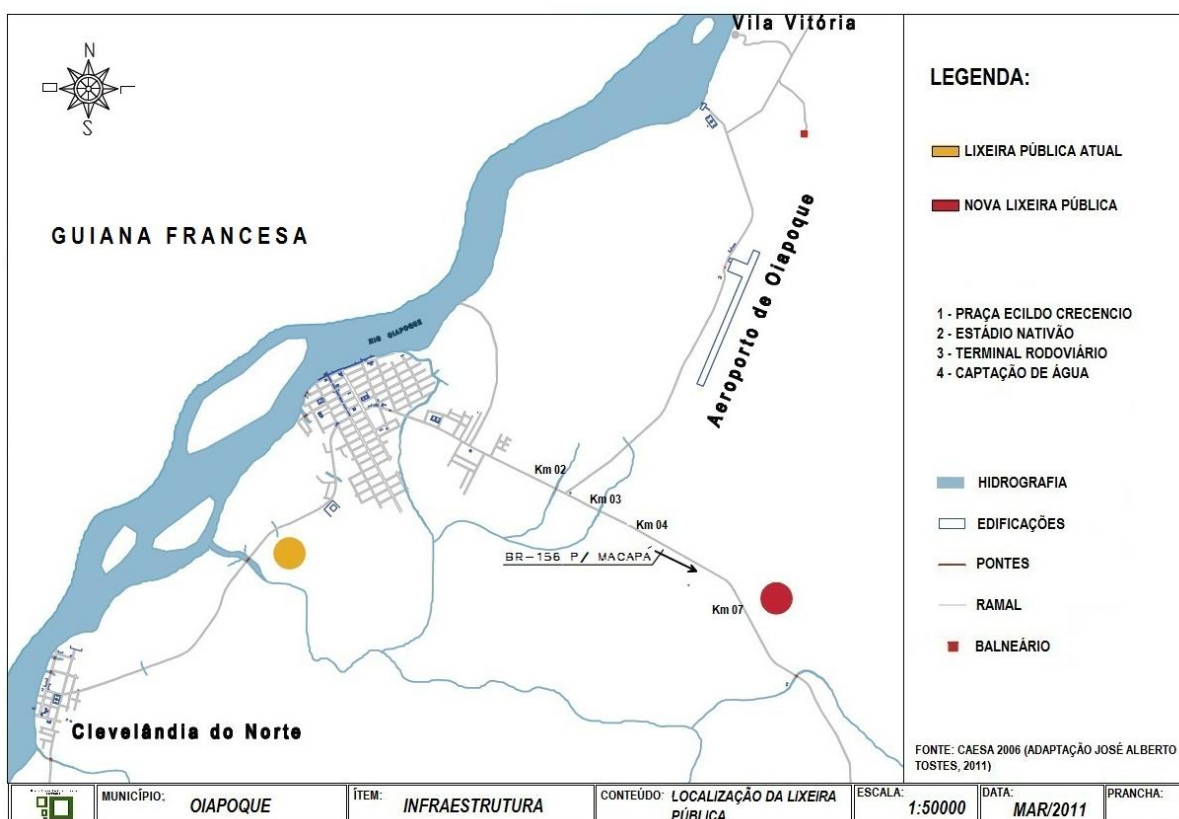 Vila Vitória
N
S
GUIANA FRANCESA
RIO OIAPOQUE
Aeroporto de Oiapoque
Km 02
Km 03
Km 04
BR-156 P/ MACAPÁ
Km 07
Clevelândia do Norte
LEGENDA:
LIXEIRA PÚBLICA ATUAL
NOVA LIXEIRA PÚBLICA
1 - PRAÇA ECILDO CRECENCIO
2 - ESTÁDIO NATIVÃO
3 - TERMINAL RODOVIÁRIO
4 - CAPTAÇÃO DE ÁGUA
HIDROGRAFIA
EDIFICAÇÕES
PONTES
RAMAL
BALNEÁRIO
FONTE: CAESA 2006 (ADAPTAÇÃO JOSÉ ALBERTO
TOSTES, 2011)
MUNICÍPIO: OIAPOQUE
ÍTEM: INFRAESTRUTURA
CONTEÚDO: LOCALIZAÇÃO DA LIXEIRA
PÚBLICA
ESCALA: 1:50000
DATA: MAR/2011
PRANCHA: